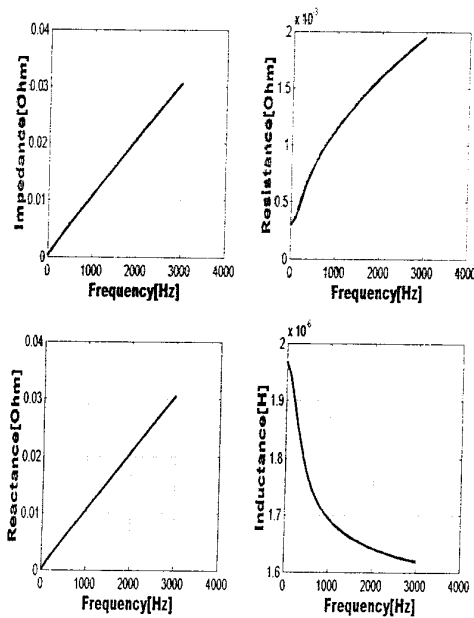 0.04
0.03
0.02
0.01
0
0 1000 2000 3000 4000
Impedance[Ohm]
Frequency[Hz]
x 10⁻³
2
1.5
1
0.5
0
0 1000 2000 3000 4000
Resistance[Ohm]
Frequency[Hz]
0.04
0.03
0.02
0.01
0
0 1000 2000 3000 4000
Reactance[Ohm]
Frequency[Hz]
x 10⁻⁶
2
1.9
1.8
1.7
1.6
0 1000 2000 3000 4000
Inductance[H]
Frequency[Hz]